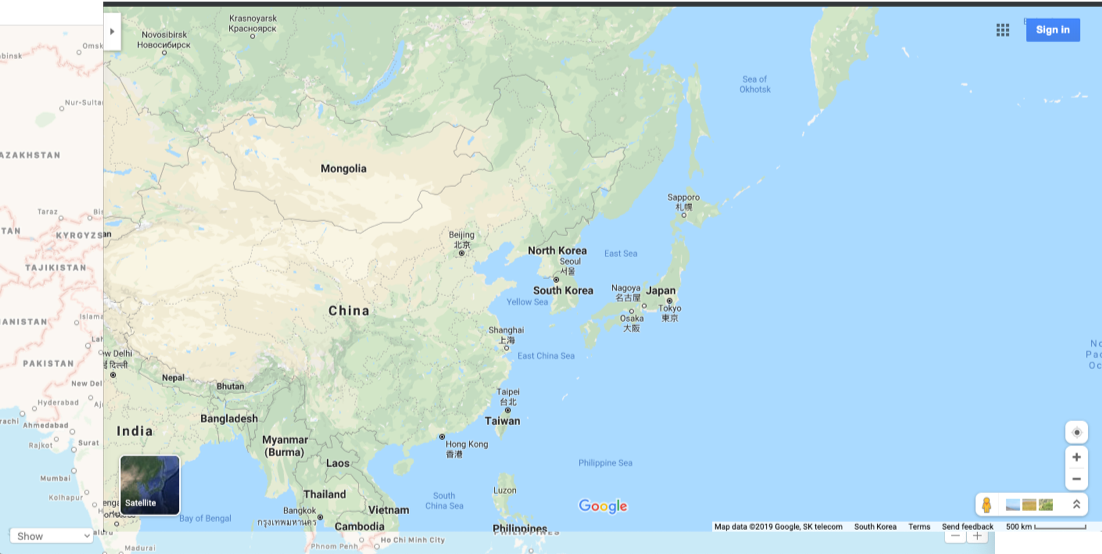 Krasnoyarsk
Красноярск
Novosibirsk
Новосибирск
Omsk
Sign in
Sea of
Okhotsk
Nur-Sulta
AZAKHSTAN
Mongolia
Sapporo
札幌
Taraz
Bi
TAN
KYRGYZS
an
Beijing
北京
North Korea
East Sea
Seoul
서울
TAJIKISTAN
South Korea
Nagoya
名古屋
Japan
Yellow Sea
China
Tokyo
東京
Osaka
大阪
ANISTAN
Islama
Shanghai
上海
Lah
East China Sea
No
Pac
Oc
PAKISTAN
ew Delhi
Nepal
Bhutan
New Del
Taipei
台北
Hyderabad
Aj
rachi
Ahmadabad
Bangladesh
Taiwan
India
Rajkot
Surat
Myanmar
(Burma)
Hong Kong
香港
Laos
Philippine Sea
Mumbai
Kolhapur
Satellite
Thailand
South
China Sea
Luzon
Bangkok
กรุงเทพมหานคร
Vietnam
Google
Bay of Bengal
Cambodia
Philippines
Map data ©2019 Google, SK telecom
South Korea
Terms
Send feedback
500 km
Show
Madurai
Phnom Penh
Ho Chi Minh City